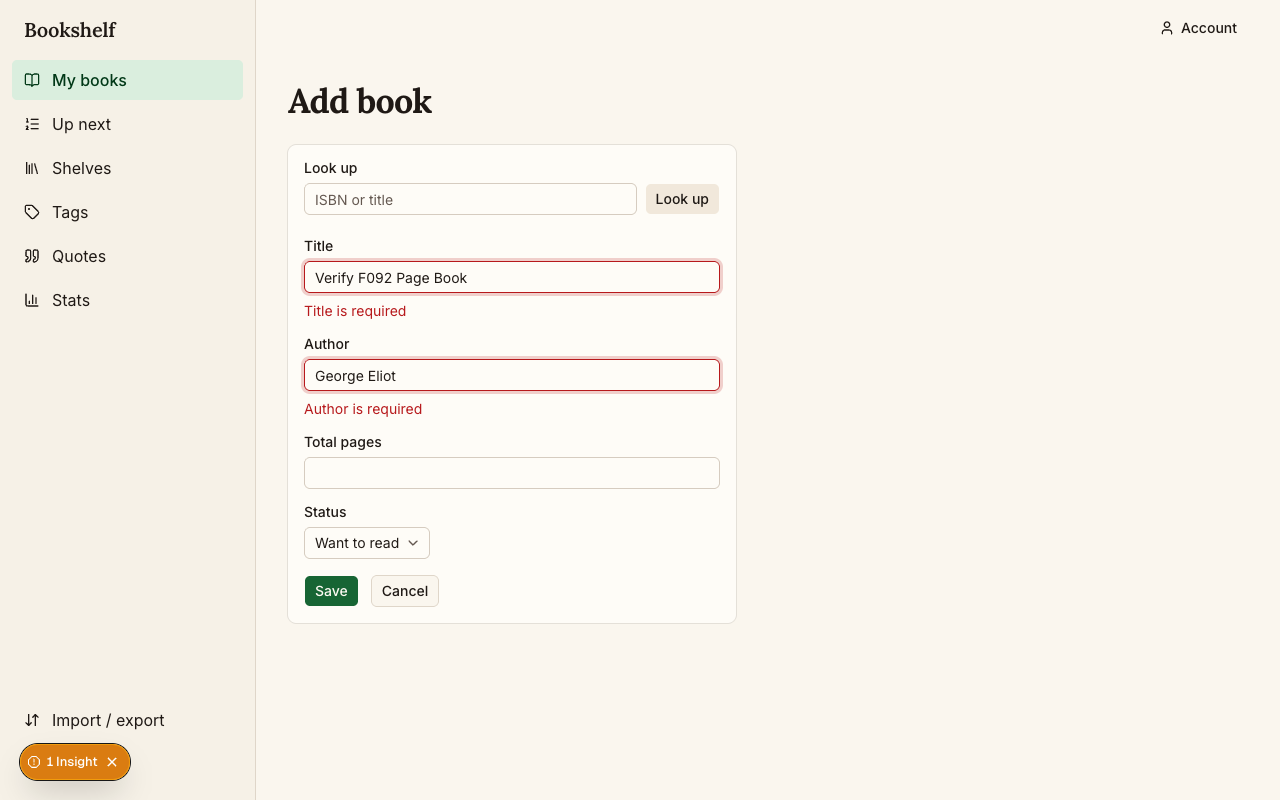 Bookshelf
Account
My books
Up next
Shelves
Tags
Quotes
Stats
Import / export
1 Insight
Add book
Look up
ISBN or title
Look up
Title
Verify F092 Page Book
Title is required
Author
George Eliot
Author is required
Total pages
Status
Want to read
Save
Cancel